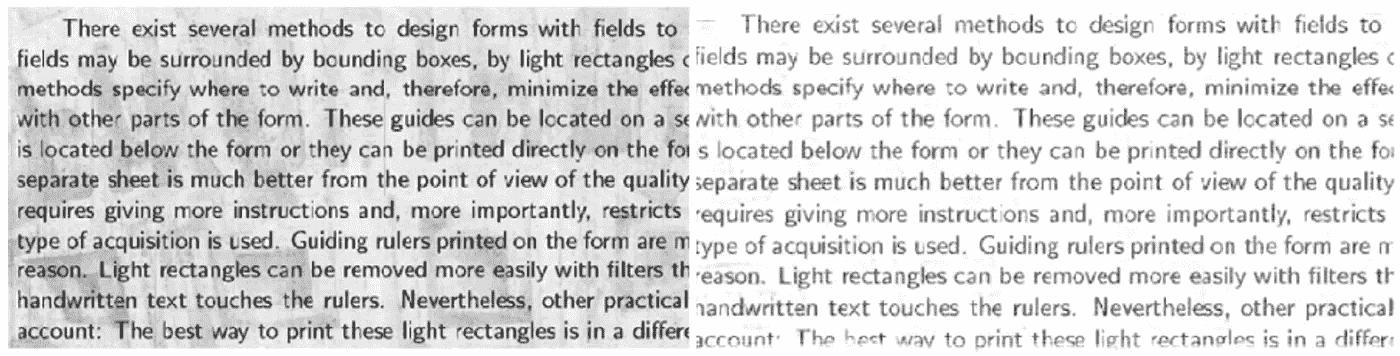 There exist several methods to design forms with fields to
fields may be surrounded by bounding boxes, by light rectangles
methods specify where to write and, therefore, minimize the effec
with other parts of the form. These guides can be located on a se
is located below the form or they can be printed directly on the for
separate sheet is much better from the point of view of the quality
requires giving more instructions and, more importantly, restricts
type of acquisition is used. Guiding rulers printed on the form are m
reason. Light rectangles can be removed more easily with filters th
handwritten text touches the rulers. Nevertheless, other practical
account: The best way to print these light rectangles is in a differe
There exist several methods to design forms with fields to
fields may be surrounded by bounding boxes, by light rectangles
methods specify where to write and, therefore, minimize the effec
with other parts of the form. These guides can be located on a se
s located below the form or they can be printed directly on the for
separate sheet is much better from the point of view of the quality
requires giving more instructions and, more importantly, restricts
type of acquisition is used. Guiding rulers printed on the form are m
reason. Light rectangles can be removed more easily with filters th
handwritten text touches the rulers. Nevertheless, other practical
account: The best way to print these light rectangles is in a differ